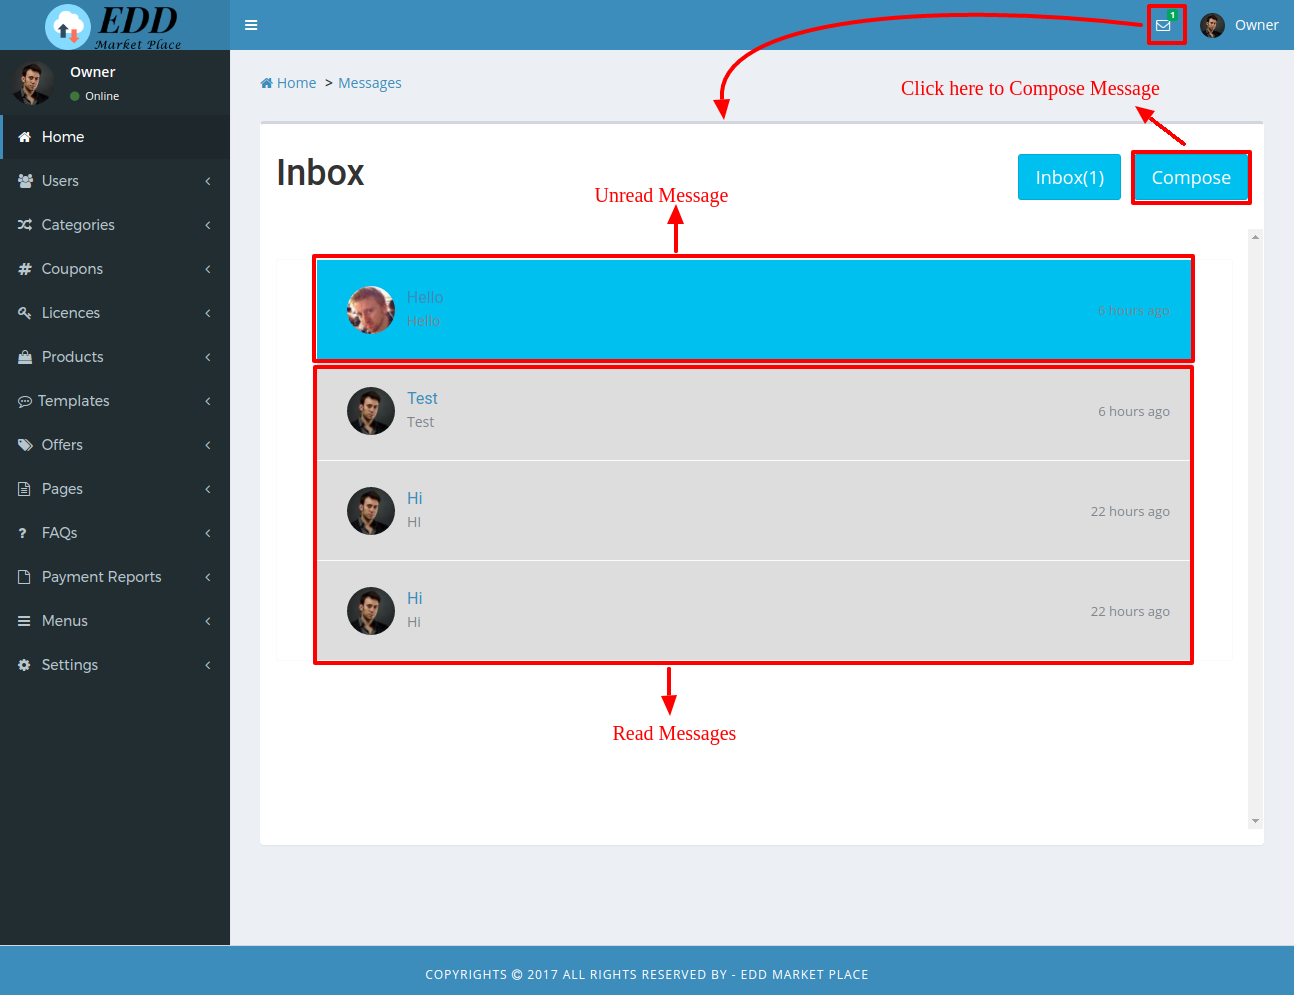 EDD
Market Place
1
Owner
Owner
Online
Home
Users
Categories
Coupons
Licences
Products
Templates
Offers
Pages
FAQs
Payment Reports
Menus
Settings
Home > Messages
Click here to Compose Message
Inbox
Inbox(1)
Compose
Unread Message
Hello
Hello
6 hours ago
Test
Test
6 hours ago
Hi
HI
22 hours ago
Hi
Hi
22 hours ago
Read Messages
COPYRIGHTS © 2017 ALL RIGHTS RESERVED BY - EDD MARKET PLACE